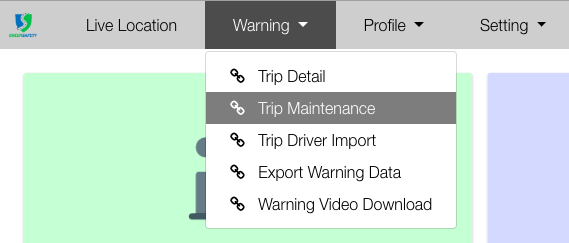 Live Location
Warning
Profile
Setting
Trip Detail
Trip Maintenance
Trip Driver Import
Export Warning Data
Warning Video Download